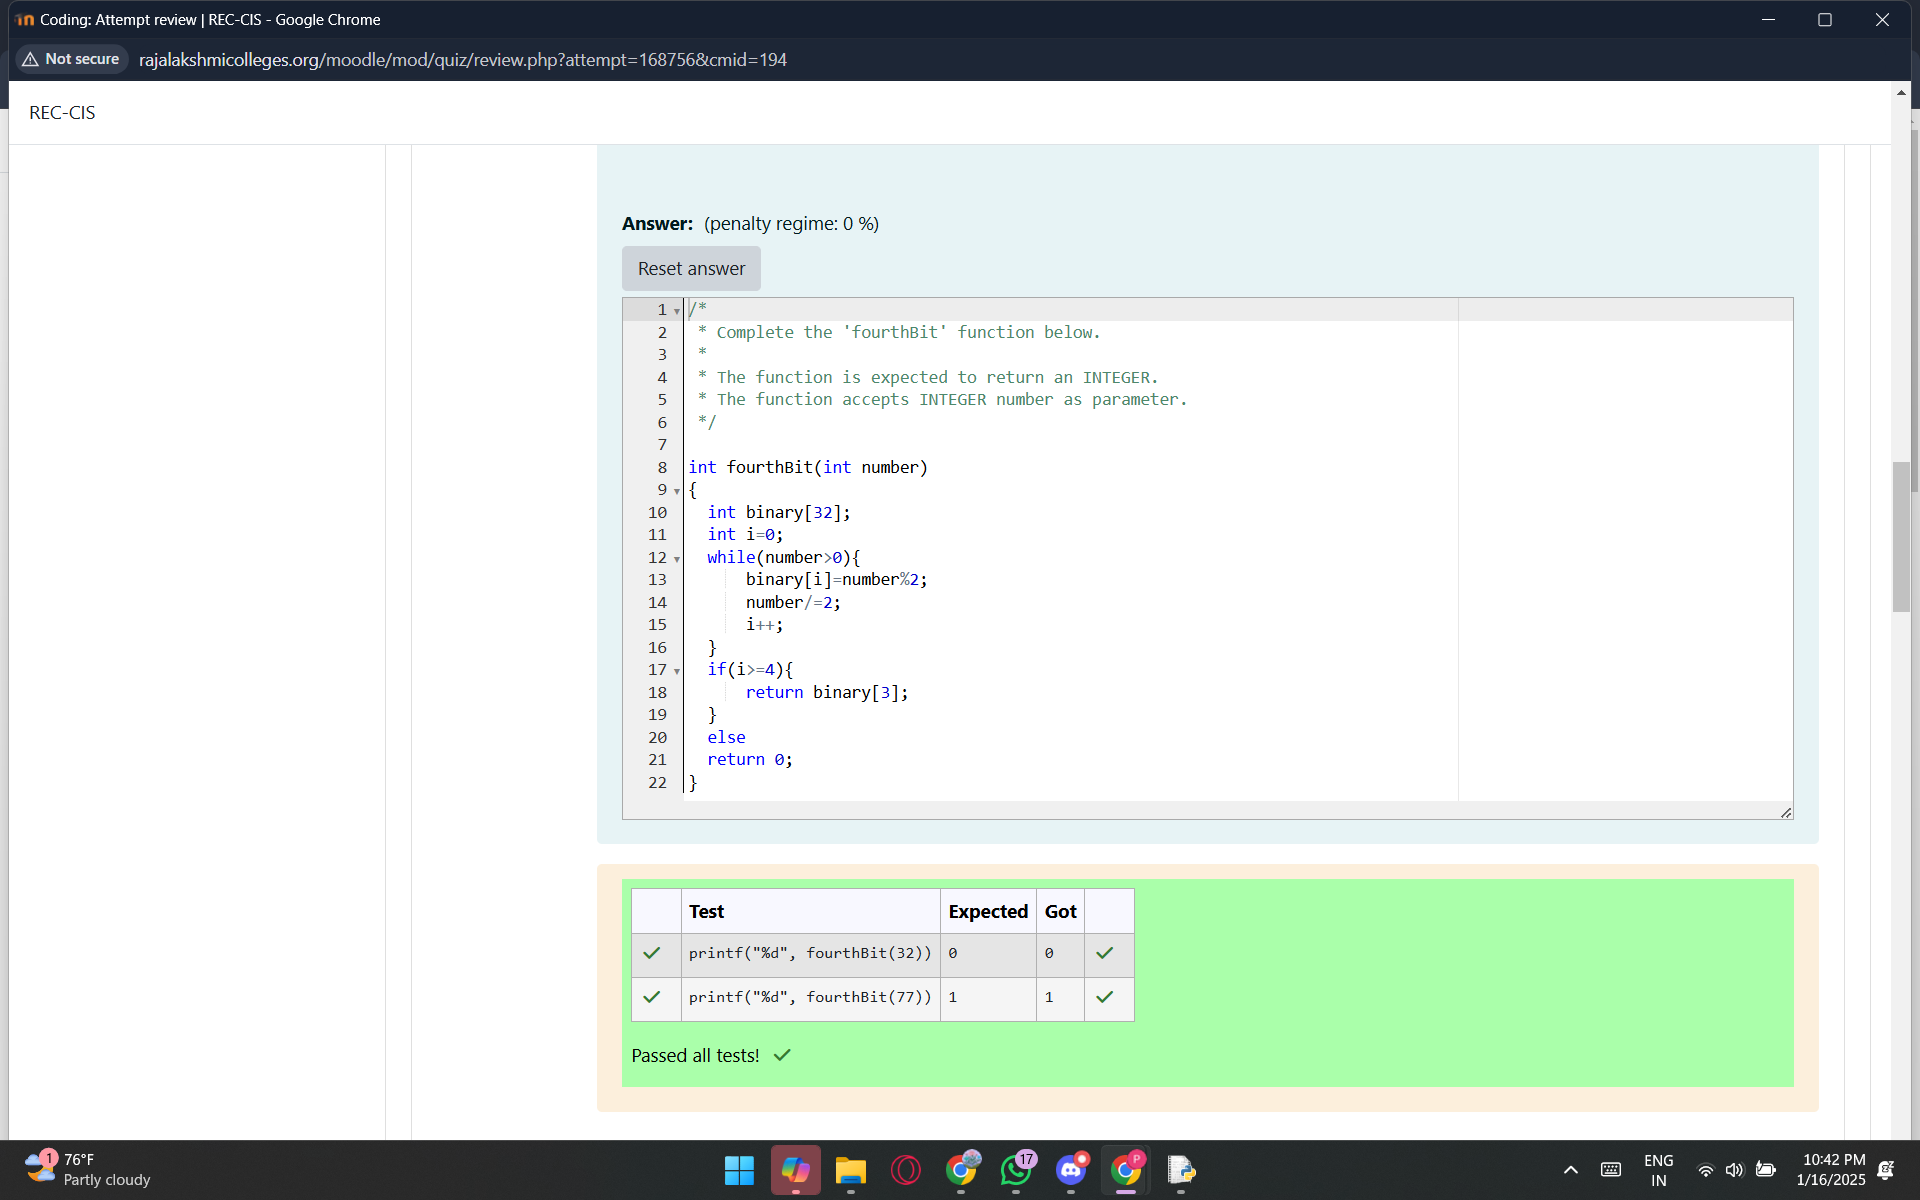 Coding: Attempt review | REC-CIS - Google Chrome
Not secure rajalakshmicolleges.org/moodle/mod/quiz/review.php?attempt=168756&cmid=194
REC-CIS
Answer: (penalty regime: 0 %)
Reset answer
1 /*
2  * Complete the 'fourthBit' function below.
3  *
4  * The function is expected to return an INTEGER.
5  * The function accepts INTEGER number as parameter.
6  */
7
8 int fourthBit(int number)
9 {
10   int binary[32];
11   int i=0;
12   while(number>0){
13       binary[i]=number%2;
14       number/=2;
15       i++;
16   }
17   if(i>=4){
18       return binary[3];
19   }
20   else
21   return 0;
22 }
Test Expected Got
printf("%d", fourthBit(32)) 0 0
printf("%d", fourthBit(77)) 1 1
Passed all tests!
1 76°F
Partly cloudy
17
P
ENG
IN
10:42 PM
1/16/2025